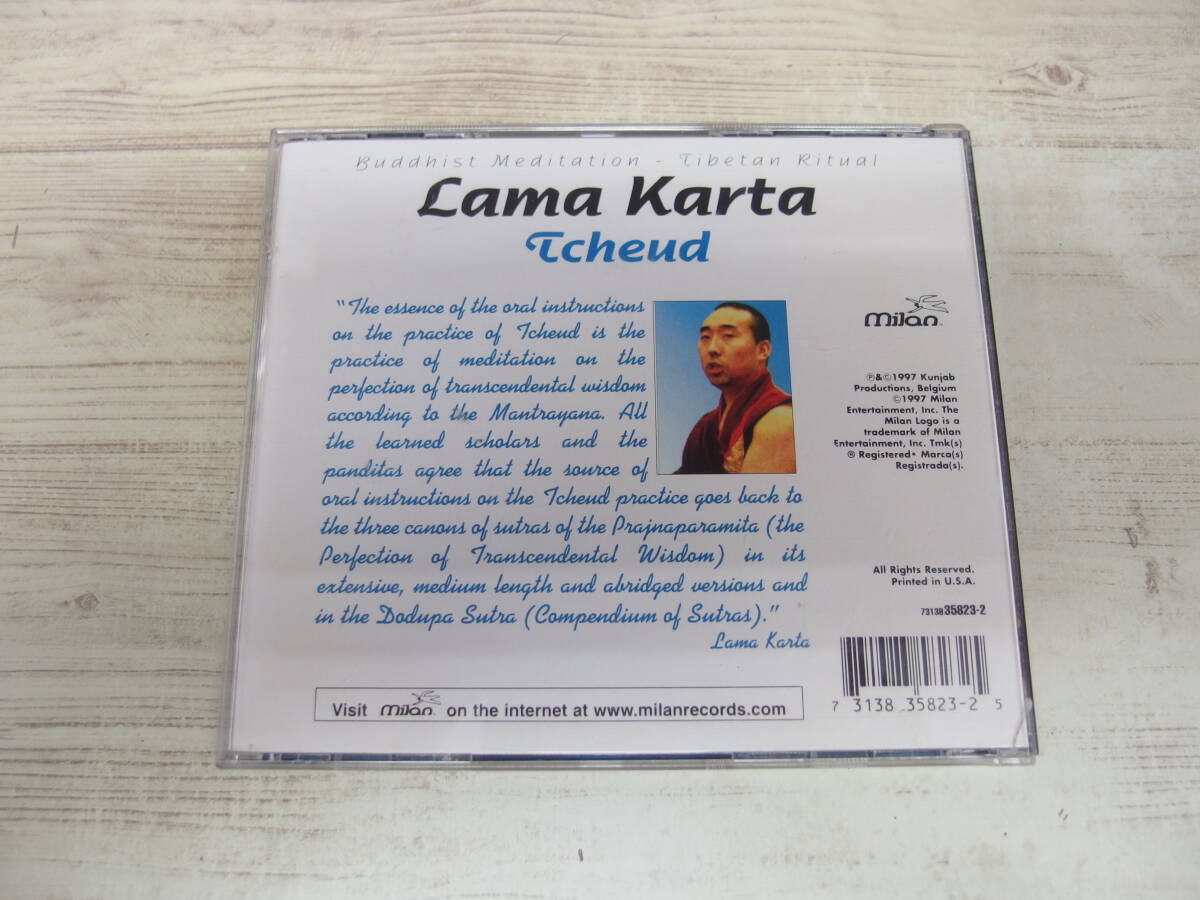 Buddhist Meditation - Tibetan Ritual
Lama Karta
Tcheud
"The essence of the oral instructions
on the practice of Tcheud is the
practice of meditation on the
perfection of transcendental wisdom
according to the Mantrayana. All
the learned scholars and the
panditas agree that the source of
oral instructions on the Tcheud practice goes back to
the three canons of sutras of the Prajnaparamita (the
Perfection of Transcendental Wisdom) in its
extensive, medium length and abridged versions and
in the Dodupa Sutra (Compendium of Sutras)."
Lama Karta
milan
℗&©1997 Kunjab
Productions, Belgium
©1997 Milan
Entertainment, Inc. The
Milan Logo is a
trademark of Milan
Entertainment, Inc. Tmk(s)
® Registered• Marca(s)
Registrada(s).
All Rights Reserved.
Printed in U.S.A.
73138 35823-2
7 3138 35823-2 5
Visit milan on the internet at www.milanrecords.com